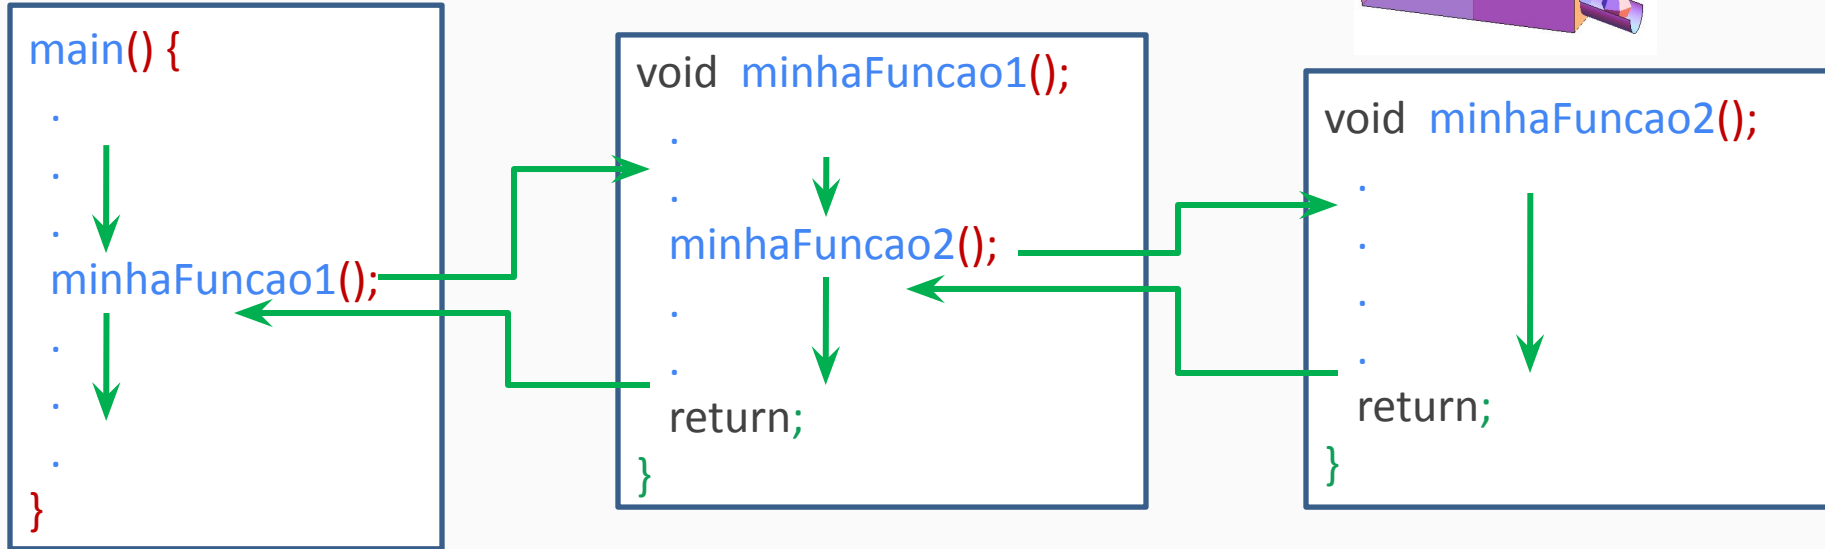 main() {
.
.
.
minhaFuncao1();
.
.
.
}
void minhaFuncao1();
.
.
minhaFuncao2();
.
.
return;
}
void minhaFuncao2();
.
.
.
.
return;
}